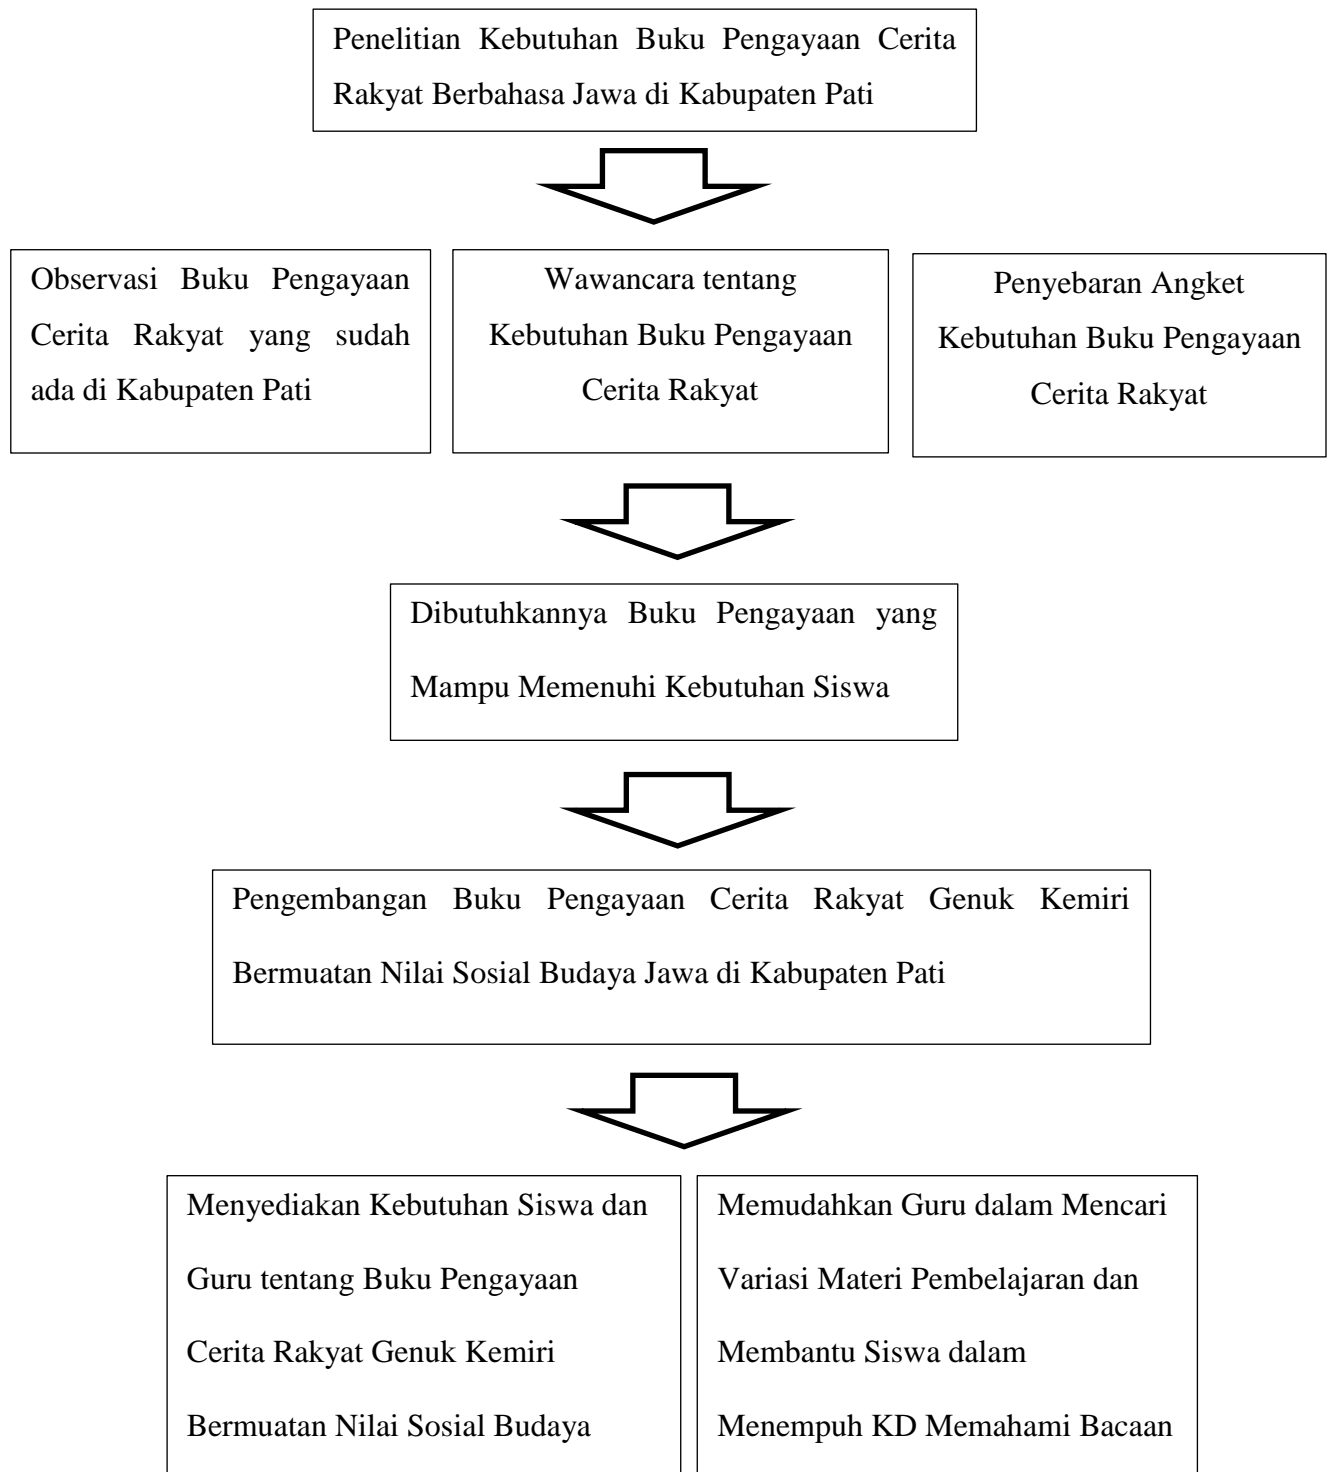 Penelitian Kebutuhan Buku Pengayaan Cerita
Rakyat Berbahasa Jawa di Kabupaten Pati
Observasi Buku Pengayaan
Cerita Rakyat yang sudah
ada di Kabupaten Pati
Wawancara tentang
Kebutuhan Buku Pengayaan
Cerita Rakyat
Penyebaran Angket
Kebutuhan Buku Pengayaan
Cerita Rakyat
Dibutuhkannya Buku Pengayaan yang
Mampu Memenuhi Kebutuhan Siswa
Pengembangan Buku Pengayaan Cerita Rakyat Genuk Kemiri
Bermuatan Nilai Sosial Budaya Jawa di Kabupaten Pati
Menyediakan Kebutuhan Siswa dan
Guru tentang Buku Pengayaan
Cerita Rakyat Genuk Kemiri
Bermuatan Nilai Sosial Budaya
Memudahkan Guru dalam Mencari
Variasi Materi Pembelajaran dan
Membantu Siswa dalam
Menempuh KD Memahami Bacaan